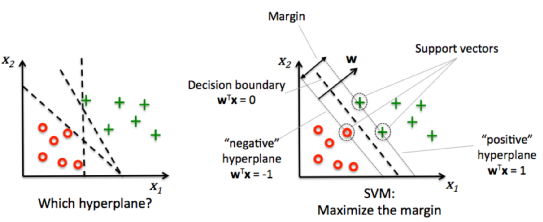 x₂
x₁
Which hyperplane?
Margin
x₂
w
Support vectors
Decision boundary
wᵀx = 0
“negative”
hyperplane
wᵀx = -1
“positive”
hyperplane
wᵀx = 1
x₁
SVM:
Maximize the margin